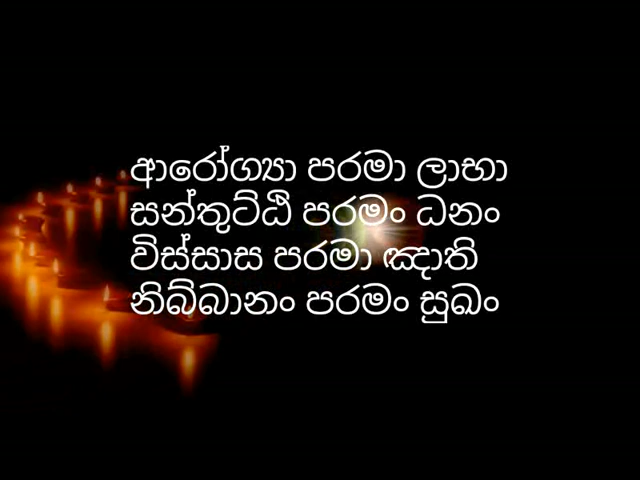 ආරෝග්‍යා පරමා ලාභා
සන්තුට්ඨි පරමං ධනං
විස්සාස පරමා ඤාති
නිබ්බානං පරමං සුඛං